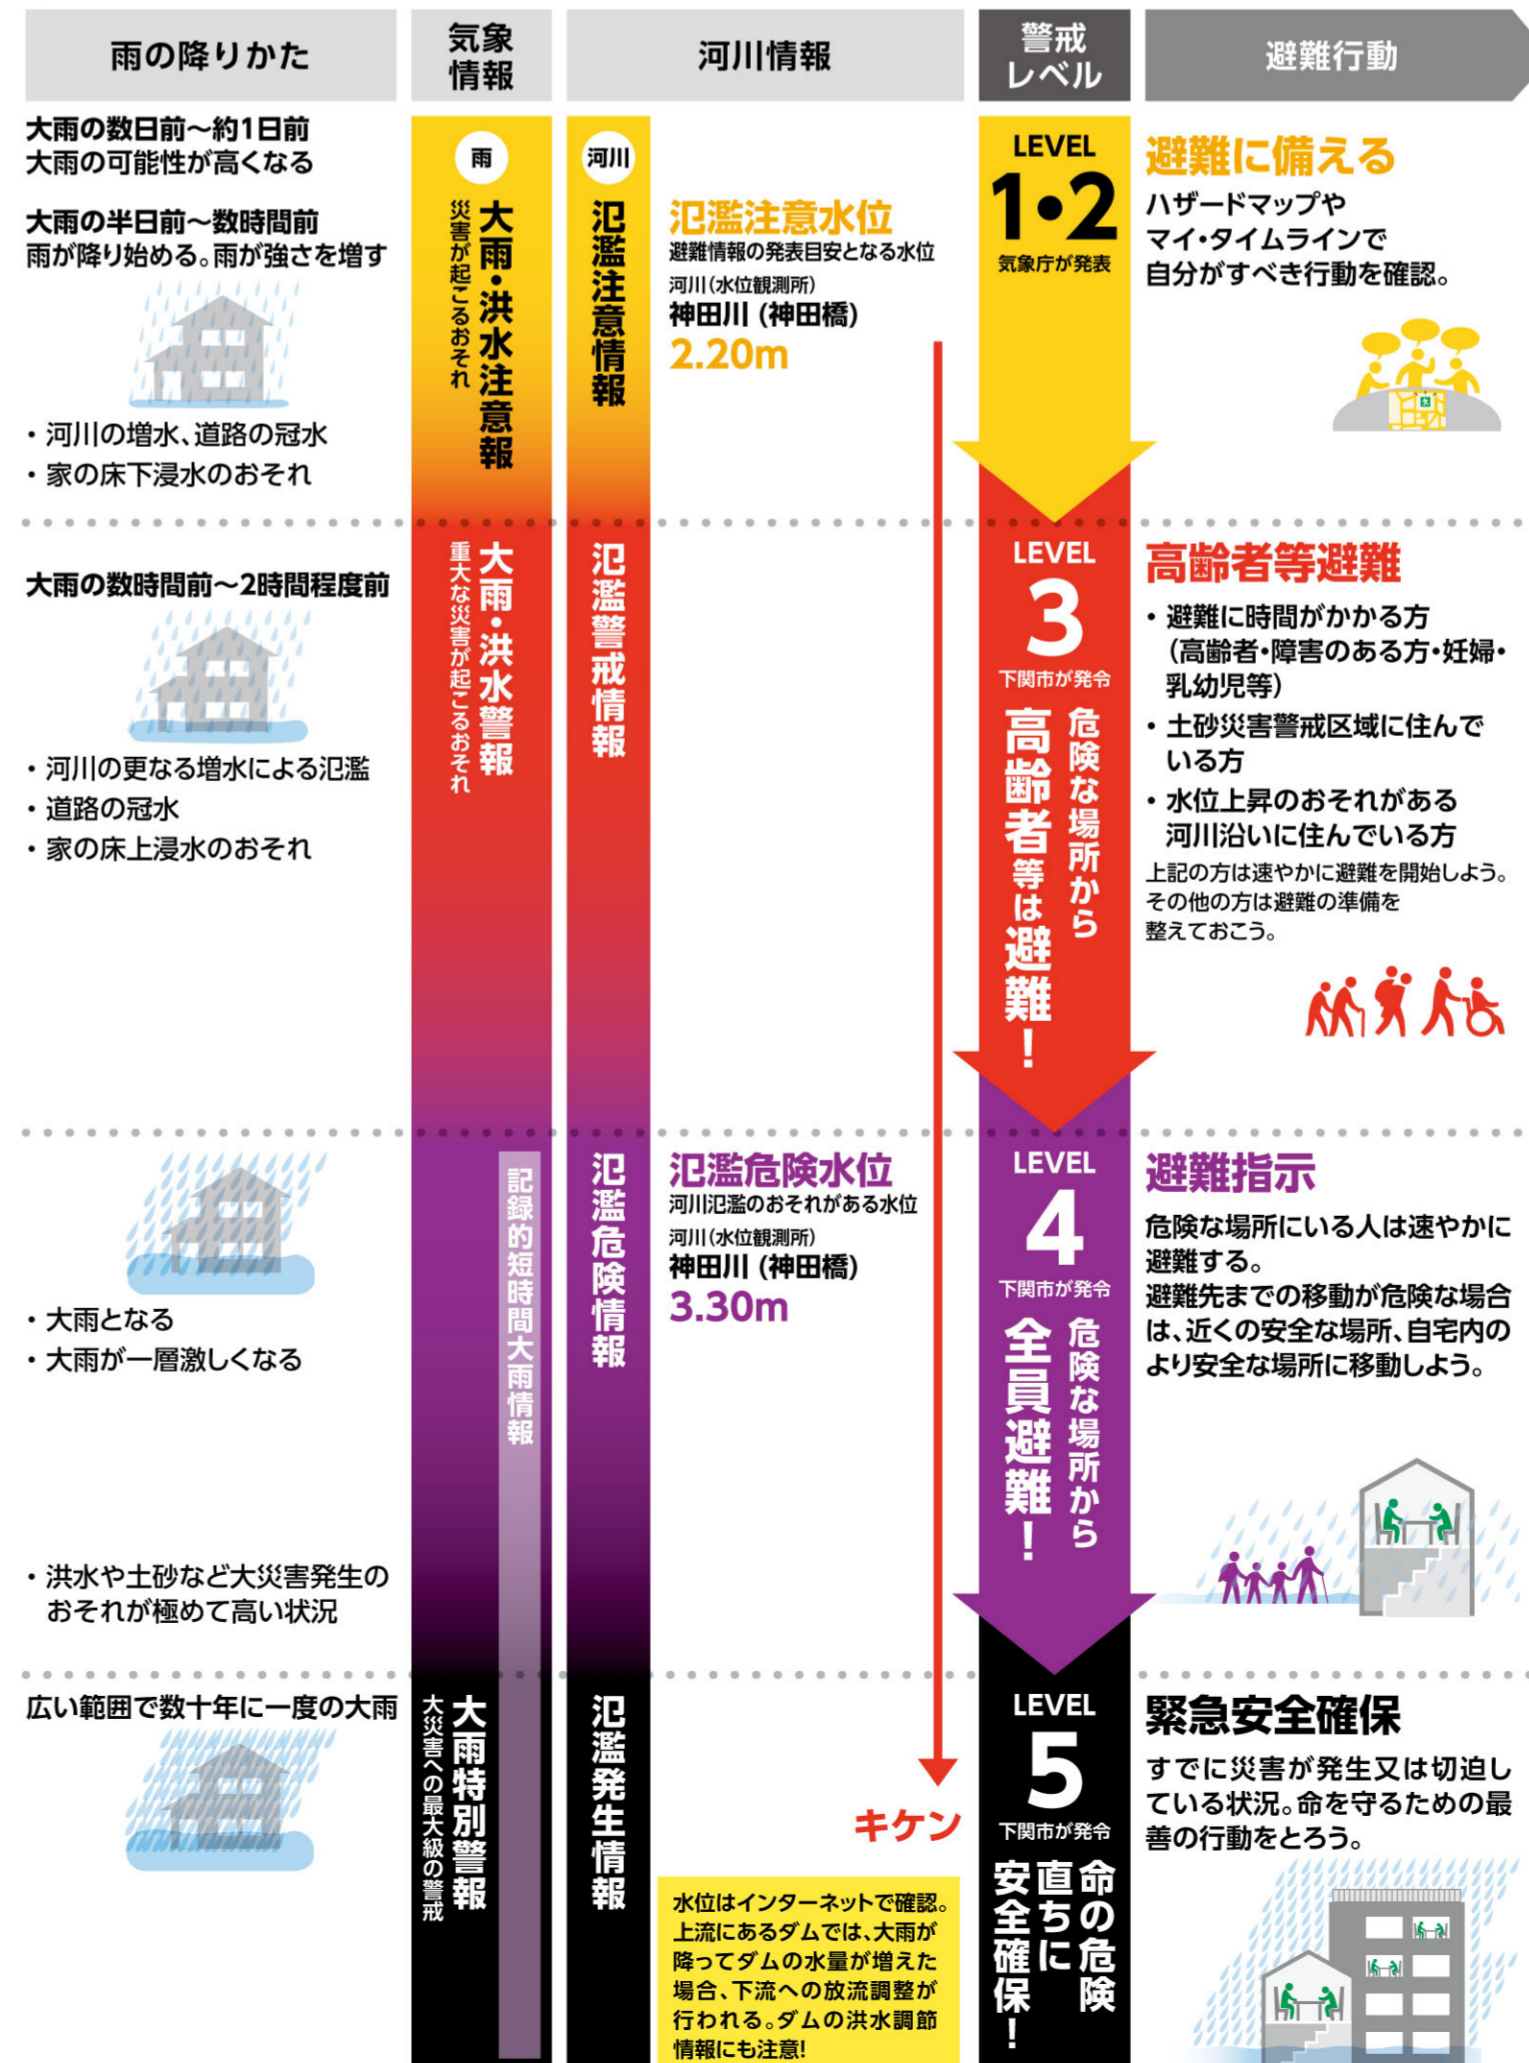 雨の降りかた
気象
情報
河川情報
警戒
レベル
避難行動
大雨の数日前～約1日前
大雨の可能性が高くなる
大雨の半日前～数時間前
雨が降り始める。雨が強さを増す
・河川の増水、道路の冠水
・家の床下浸水のおそれ
雨
大雨・洪水注意報
災害が起こるおそれ
河川
氾濫注意情報
氾濫注意水位
避難情報の発表目安となる水位
河川（水位観測所）
神田川 (神田橋)
2.20m
LEVEL
1・2
気象庁が発表
避難に備える
ハザードマップや
マイ・タイムラインで
自分がすべき行動を確認。
大雨の数時間前～2時間程度前
・河川の更なる増水による氾濫
・道路の冠水
・家の床上浸水のおそれ
大雨・洪水警報
重大な災害が起こるおそれ
氾濫警戒情報
LEVEL
3
下関市が発令
危険な場所から
高齢者等は避難！
高齢者等避難
・避難に時間がかかる方
（高齢者・障害のある方・妊婦・
乳幼児等）
・土砂災害警戒区域に住んで
いる方
・水位上昇のおそれがある
河川沿いに住んでいる方
上記の方は速やかに避難を開始しよう。
その他の方は避難の準備を
整えておこう。
・大雨となる
・大雨が一層激しくなる
・洪水や土砂など大災害発生の
おそれが極めて高い状況
記録的短時間大雨情報
氾濫危険情報
氾濫危険水位
河川氾濫のおそれがある水位
河川（水位観測所）
神田川 (神田橋)
3.30m
LEVEL
4
下関市が発令
危険な場所から
全員避難！
避難指示
危険な場所にいる人は速やかに
避難する。
避難先までの移動が危険な場合
は、近くの安全な場所、自宅内の
より安全な場所に移動しよう。
広い範囲で数十年に一度の大雨
大雨特別警報
大災害への最大級の警戒
氾濫発生情報
キケン
水位はインターネットで確認。
上流にあるダムでは、大雨が
降ってダムの水量が増えた
場合、下流への放流調整が
行われる。ダムの洪水調節
情報にも注意!
LEVEL
5
下関市が発令
命の危険
直ちに
安全確保！
緊急安全確保
すでに災害が発生又は切迫し
ている状況。命を守るための最
善の行動をとろう。